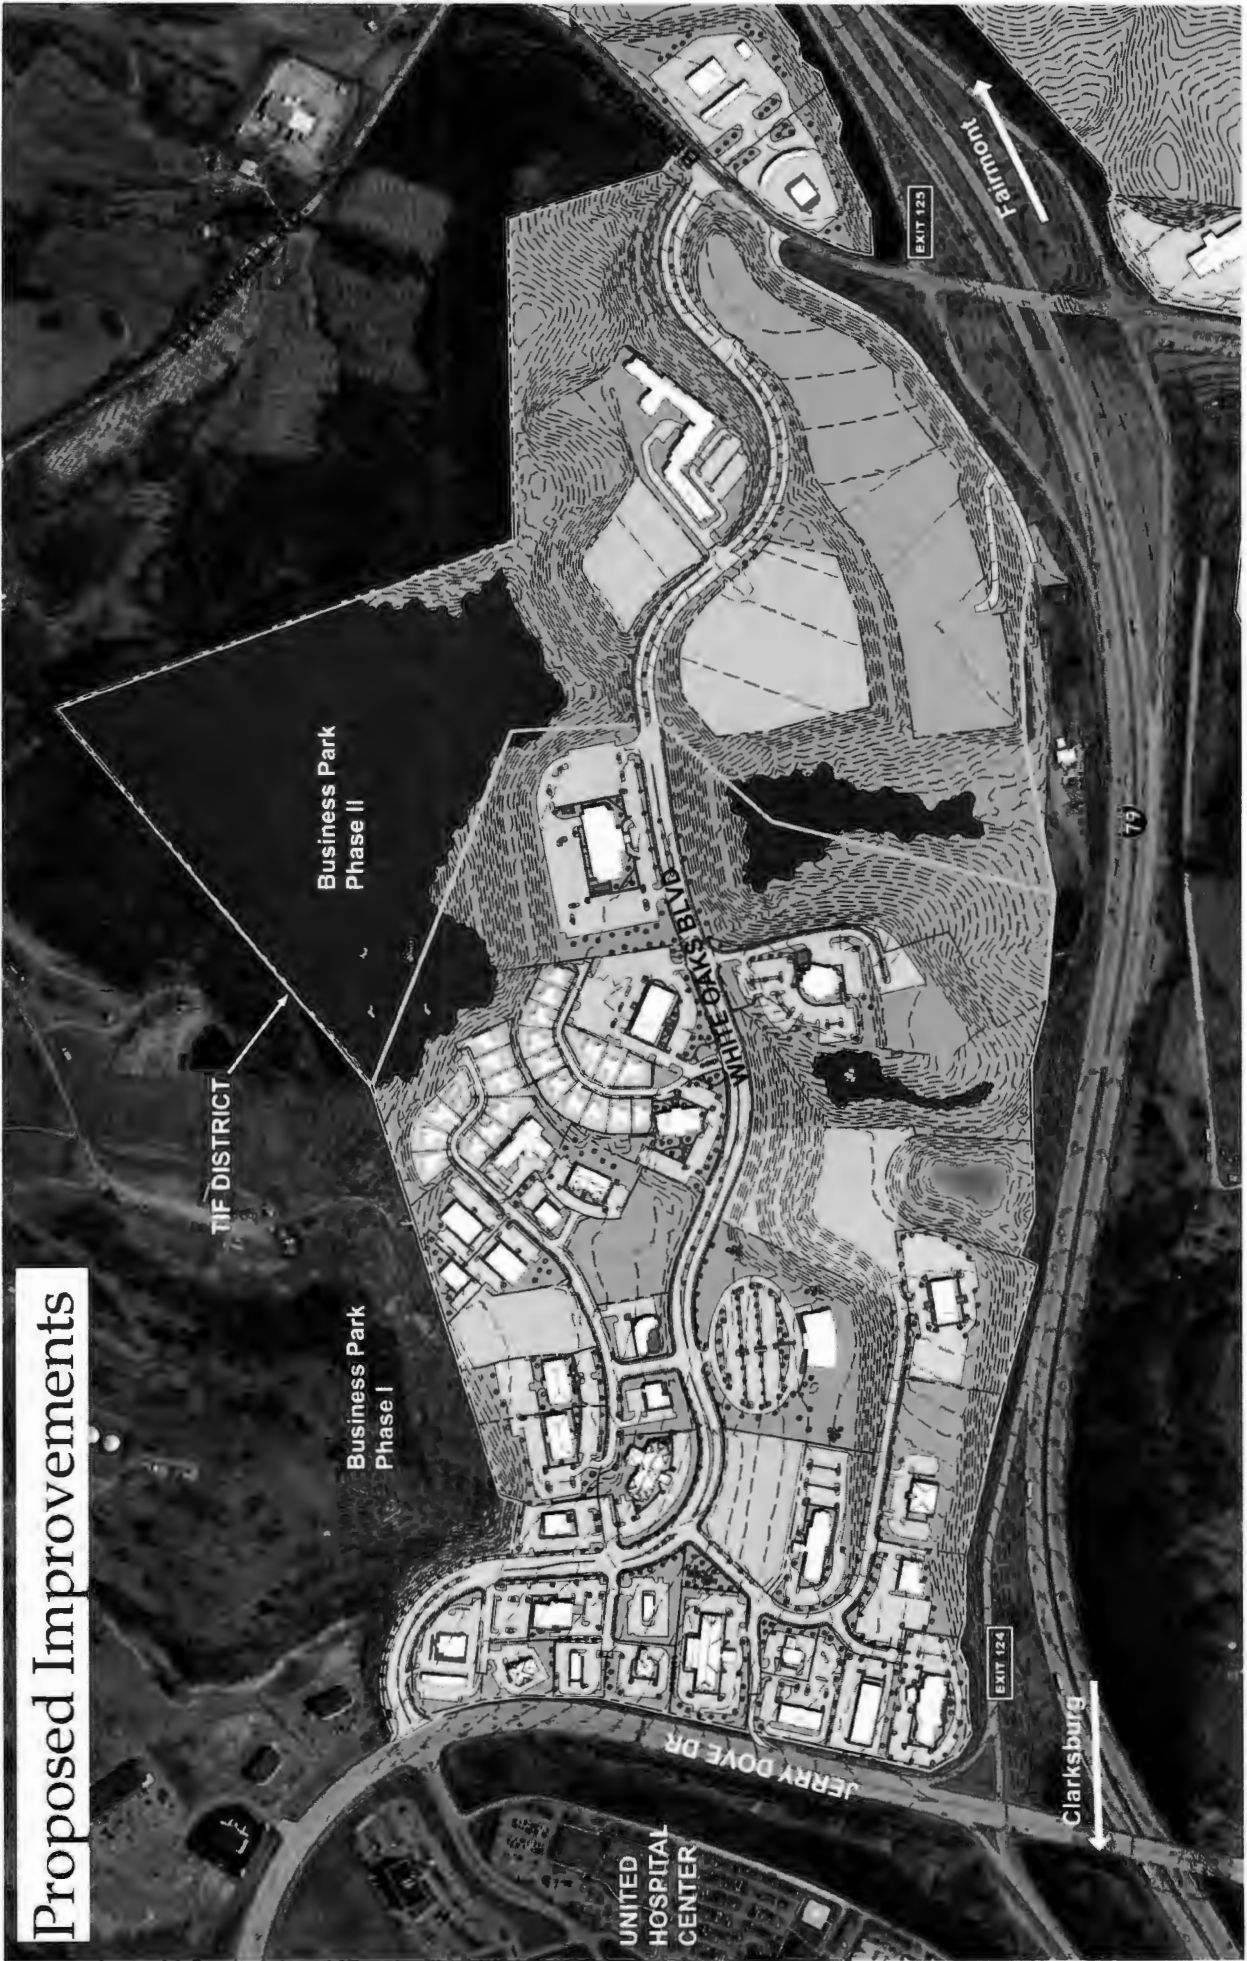 Proposed Improvements
TIF DISTRICT
Business Park
Phase I
Business Park
Phase II
WHITE OAKS BLVD
JERRY DOVE DR
UNITED
HOSPITAL
CENTER
EXIT 124
EXIT 125
Clarksburg
Fairmont
79